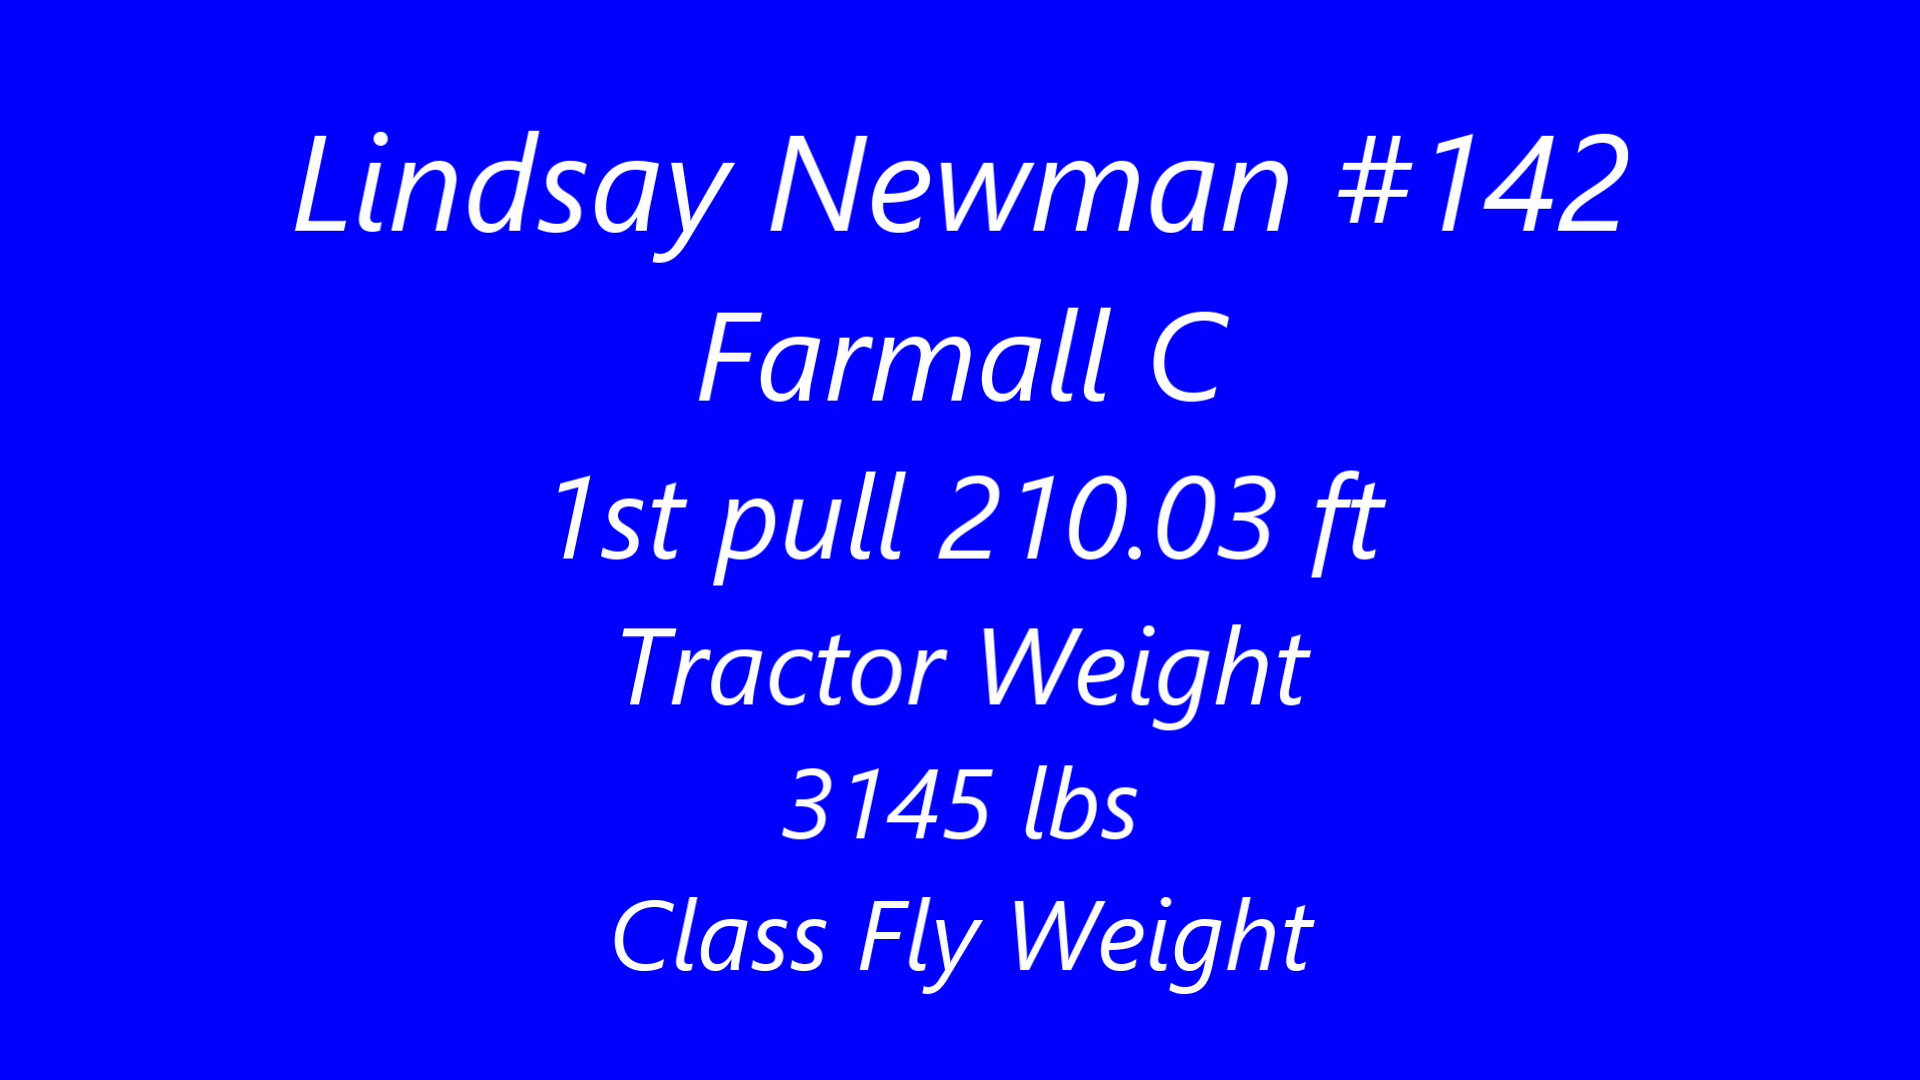 Lindsay Newman #142
Farmall C
1st pull 210.03 ft
Tractor Weight
3145 lbs
Class Fly Weight